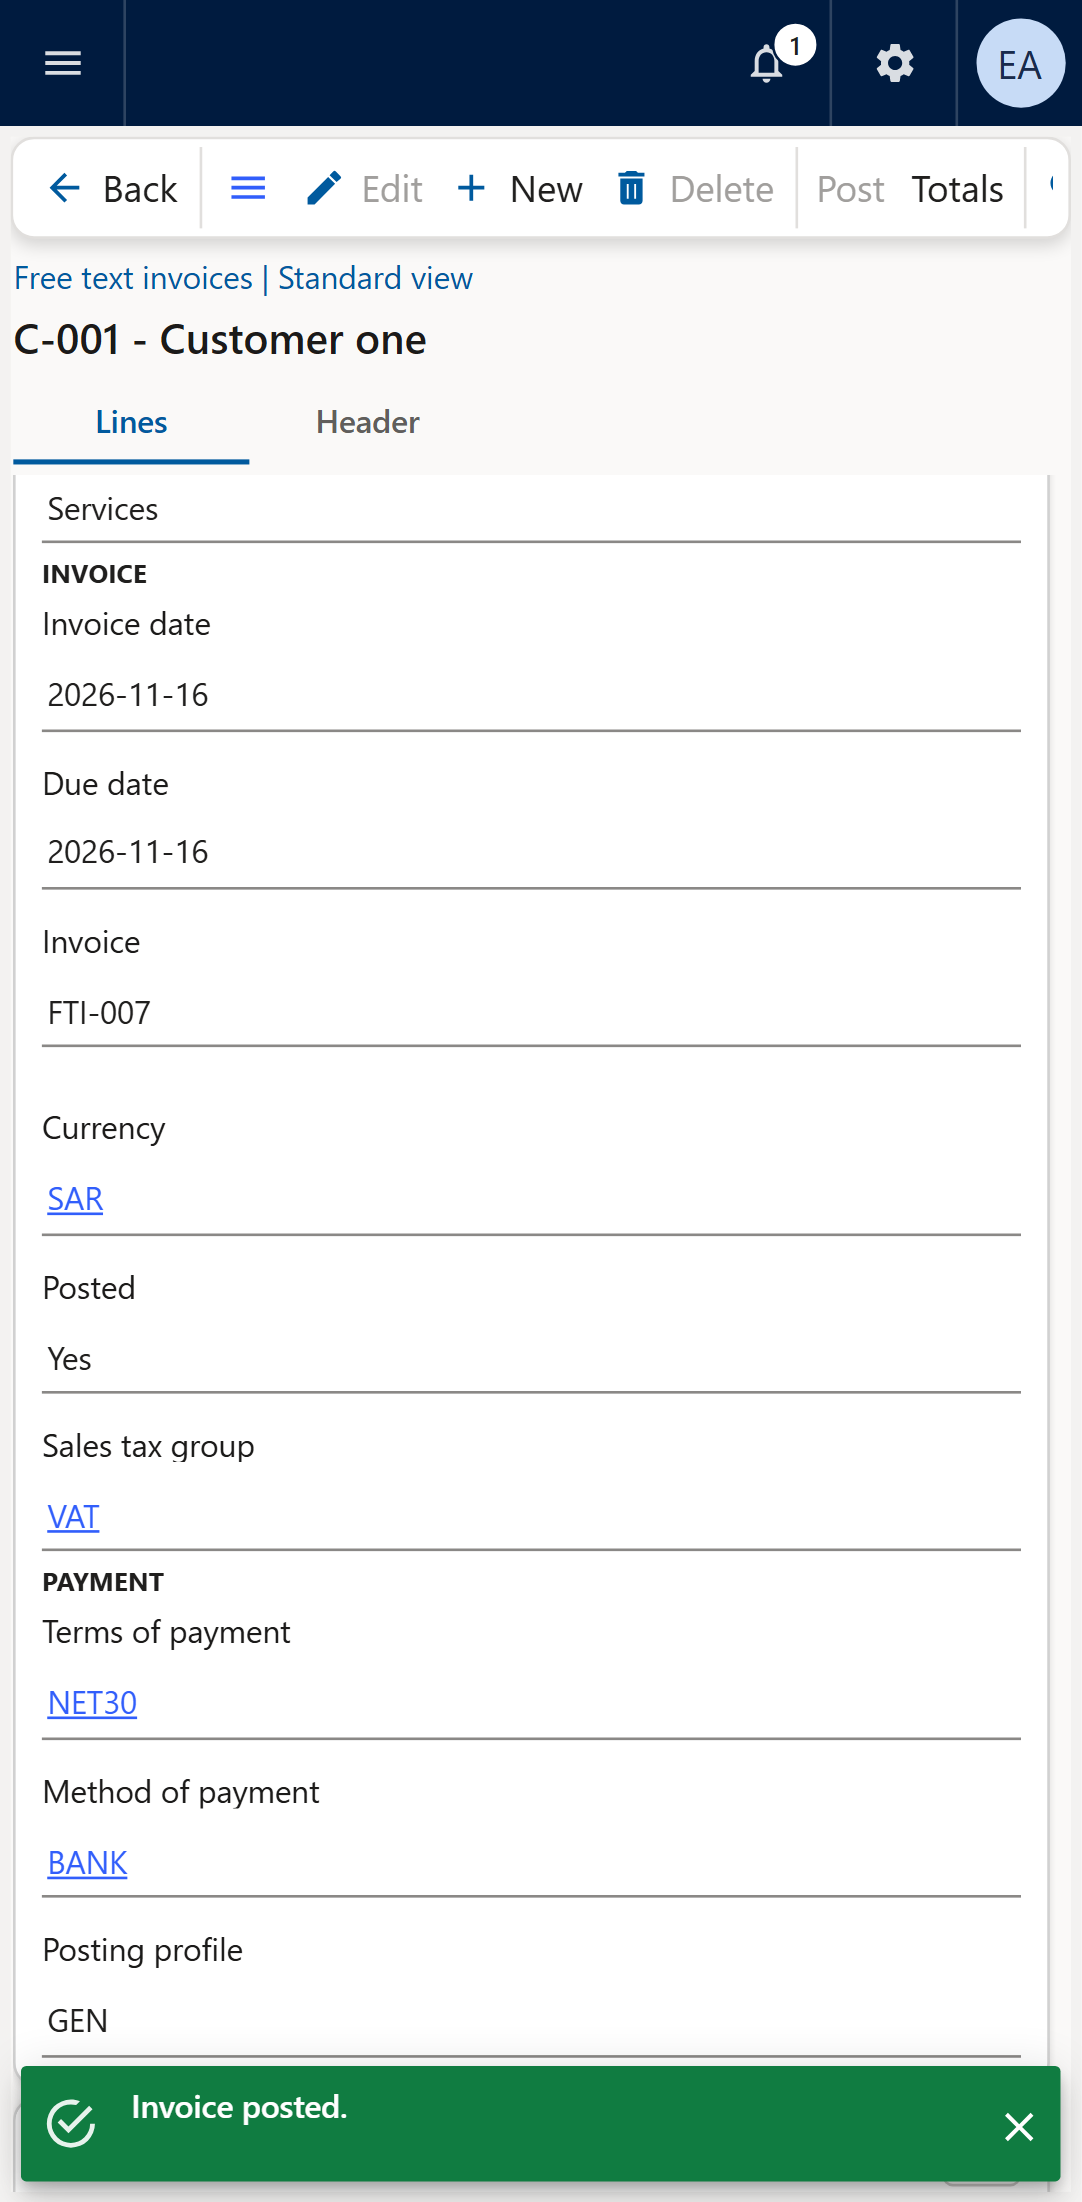 1
EA
Back
Edit
New
Delete
Post
Totals
Free text invoices | Standard view
C-001 - Customer one
Lines
Header
Services
INVOICE
Invoice date
2026-11-16
Due date
2026-11-16
Invoice
FTI-007
Currency
SAR
Posted
Yes
Sales tax group
VAT
PAYMENT
Terms of payment
NET30
Method of payment
BANK
Posting profile
GEN
Invoice posted.